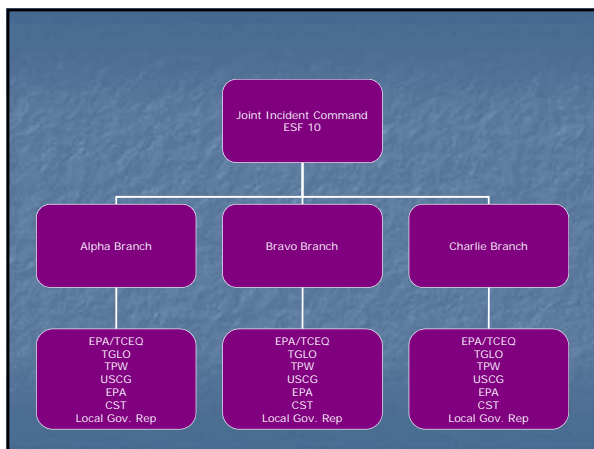 Joint Incident Command
ESF 10
Alpha Branch
Bravo Branch
Charlie Branch
EPA/TCEQ
TGLO
TPW
USCG
EPA
CST
Local Gov. Rep
EPA/TCEQ
TGLO
TPW
USCG
EPA
CST
Local Gov. Rep
EPA/TCEQ
TGLO
TPW
USCG
EPA
CST
Local Gov. Rep